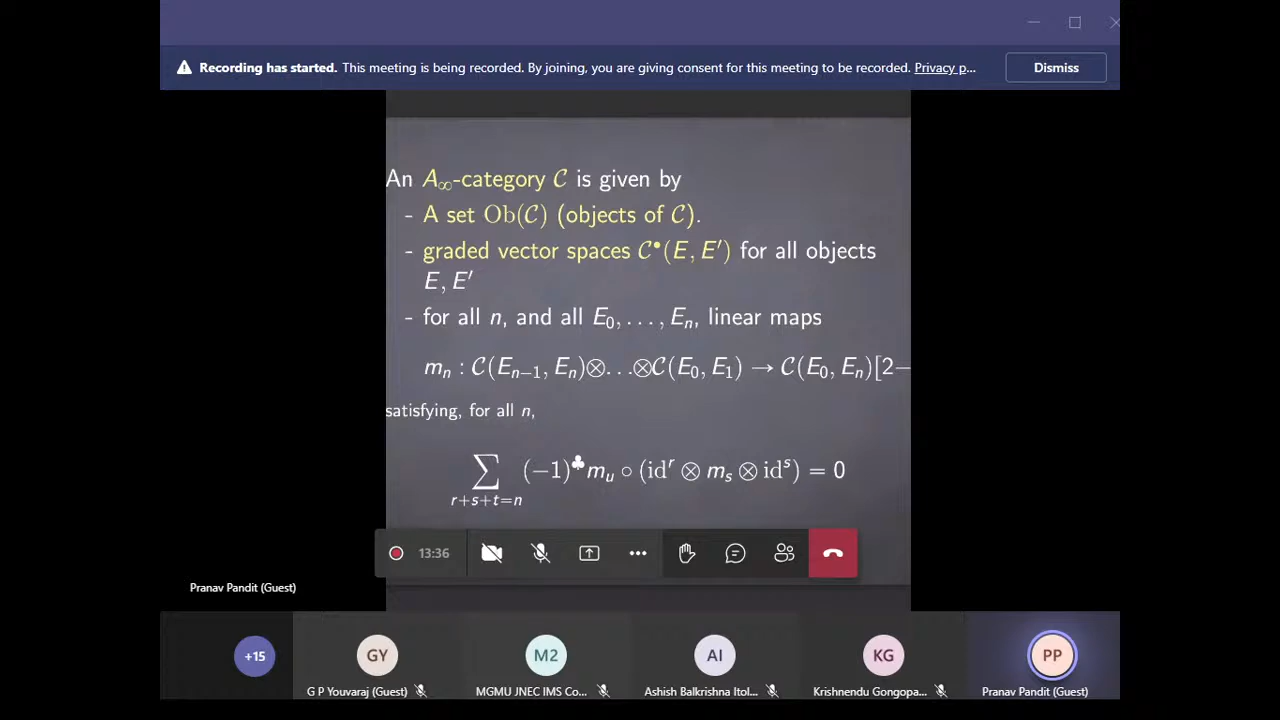 Recording has started. This meeting is being recorded. By joining, you are giving consent for this meeting to be recorded. Privacy p... Dismiss
An A∞-category 𝒞 is given by
- A set Ob(𝒞) (objects of 𝒞).
- graded vector spaces 𝒞•(E, E′) for all objects
E, E′
- for all n, and all E₀, . . . , Eₙ, linear maps
mₙ : 𝒞(Eₙ₋₁, Eₙ)⊗. . .⊗𝒞(E₀, E₁) → 𝒞(E₀, Eₙ)[2−
satisfying, for all n,
∑_{r+s+t=n} (−1)^♣ m_u ∘ (id^r ⊗ m_s ⊗ id^s) = 0
13:36
Pranav Pandit (Guest)
+15 GY M2 AI KG PP
G P Youvaraj (Guest) MGMU JNEC IMS Co... Ashish Balkrishna Itol... Krishnendu Gongopa... Pranav Pandit (Guest)